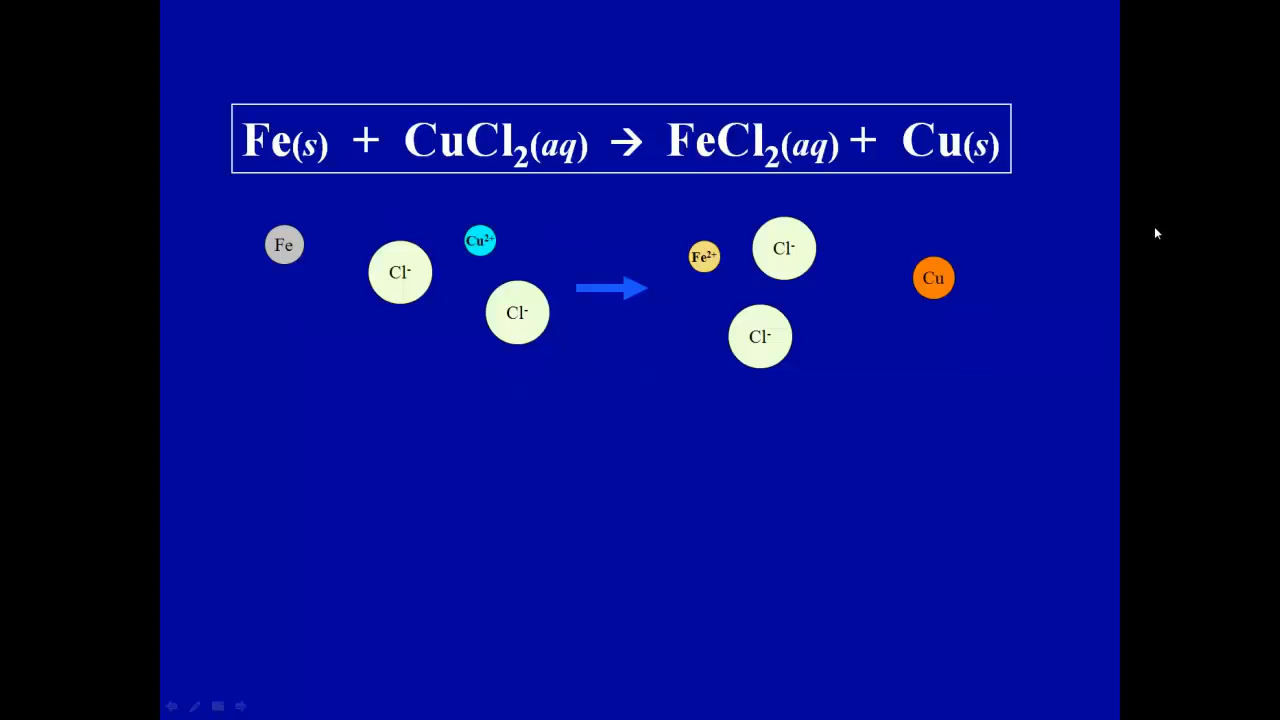 Fe(s) + CuCl₂(aq) → FeCl₂(aq) + Cu(s)
Fe
Cl⁻
Cu²⁺
Cl⁻
Fe²⁺
Cl⁻
Cl⁻
Cu